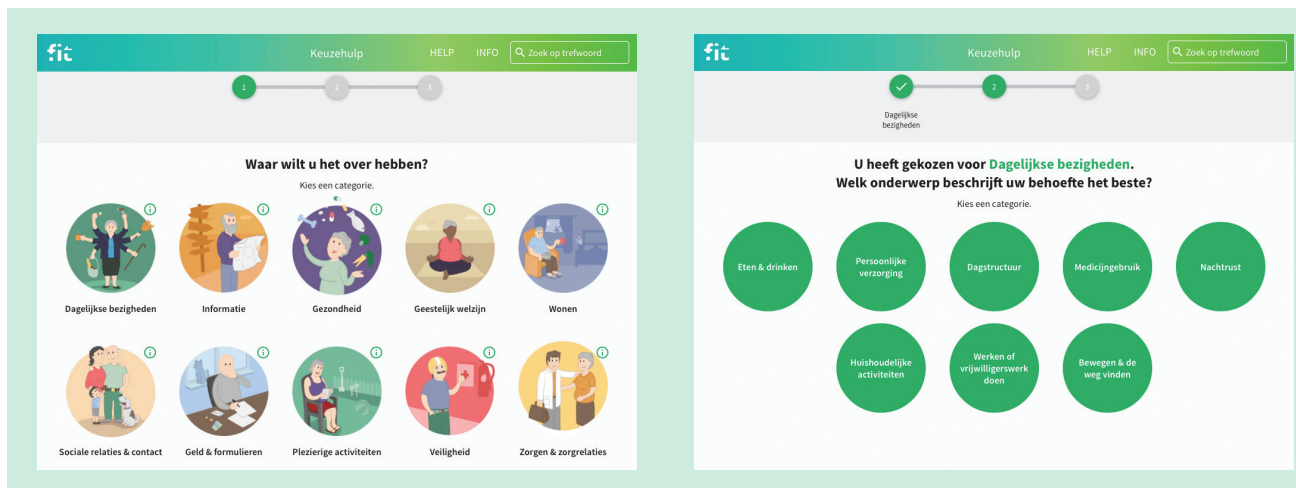 fit
Keuzehulp
HELP
INFO
Zoek op trefwoord
1
2
3
Waar wilt u het over hebben?
Kies een categorie.
Dagelijkse bezigheden
Informatie
Gezondheid
Geestelijk welzijn
Wonen
Sociale relaties & contact
Geld & formulieren
Plezierige activiteiten
Veiligheid
Zorgen & zorgrelaties
fit
Keuzehulp
HELP
INFO
Zoek op trefwoord
2
3
Dagelijkse
bezigheden
U heeft gekozen voor Dagelijkse bezigheden.
Welk onderwerp beschrijft uw behoefte het beste?
Kies een categorie.
Eten & drinken
Persoonlijke
verzorging
Dagstructuur
Medicijngebruik
Nachtrust
Huishoudelijke
activiteiten
Werken of
vrijwilligerswerk
doen
Bewegen & de
weg vinden